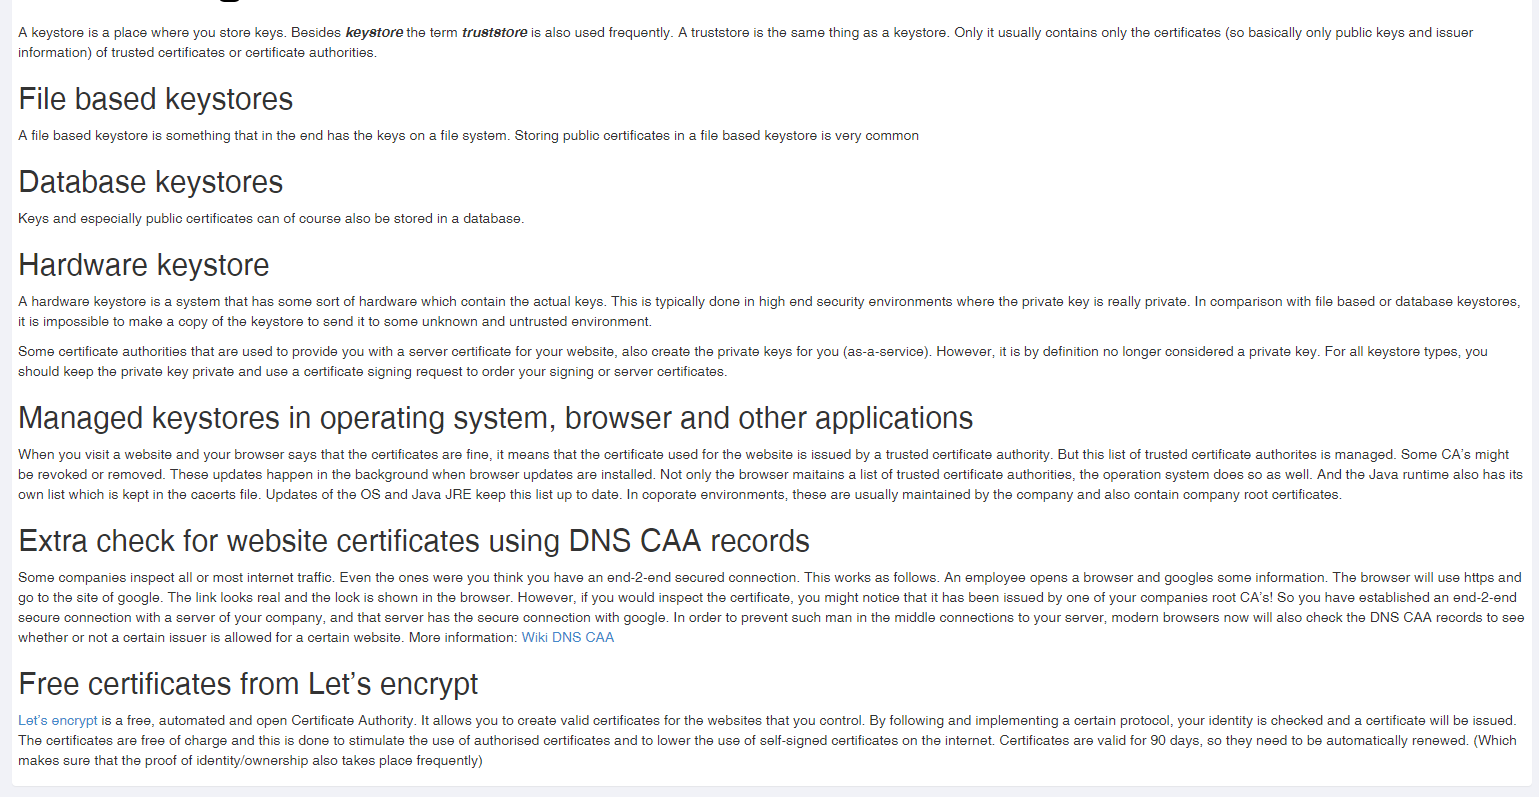 A keystore is a place where you store keys. Besides keystore the term truststore is also used frequently. A truststore is the same thing as a keystore. Only it usually contains only the certificates (so basically only public keys and issuer
information) of trusted certificates or certificate authorities.
File based keystores
A file based keystore is something that in the end has the keys on a file system. Storing public certificates in a file based keystore is very common
Database keystores
Keys and especially public certificates can of course also be stored in a database.
Hardware keystore
A hardware keystore is a system that has some sort of hardware which contain the actual keys. This is typically done in high end security environments where the private key is really private. In comparison with file based or database keystores,
it is impossible to make a copy of the keystore to send it to some unknown and untrusted environment.
Some certificate authorities that are used to provide you with a server certificate for your website, also create the private keys for you (as-a-service). However, it is by definition no longer considered a private key. For all keystore types, you
should keep the private key private and use a certificate signing request to order your signing or server certificates.
Managed keystores in operating system, browser and other applications
When you visit a website and your browser says that the certificates are fine, it means that the certificate used for the website is issued by a trusted certificate authority. But this list of trusted certificate authorites is managed. Some CA's might
be revoked or removed. These updates happen in the background when browser updates are installed. Not only the browser maitains a list of trusted certificate authorities, the operation system does so as well. And the Java runtime also has its
own list which is kept in the cacerts file. Updates of the OS and Java JRE keep this list up to date. In coporate environments, these are usually maintained by the company and also contain company root certificates.
Extra check for website certificates using DNS CAA records
Some companies inspect all or most internet traffic. Even the ones were you think you have an end-2-end secured connection. This works as follows. An employee opens a browser and googles some information. The browser will use https and
go to the site of google. The link looks real and the lock is shown in the browser. However, if you would inspect the certificate, you might notice that it has been issued by one of your companies root CA's! So you have established an end-2-end
secure connection with a server of your company, and that server has the secure connection with google. In order to prevent such man in the middle connections to your server, modern browsers now will also check the DNS CAA records to see
whether or not a certain issuer is allowed for a certain website. More information: Wiki DNS CAA
Free certificates from Let's encrypt
Let's encrypt is a free, automated and open Certificate Authority. It allows you to create valid certificates for the websites that you control. By following and implementing a certain protocol, your identity is checked and a certificate will be issued.
The certificates are free of charge and this is done to stimulate the use of authorised certificates and to lower the use of self-signed certificates on the internet. Certificates are valid for 90 days, so they need to be automatically renewed. (Which
makes sure that the proof of identity/ownership also takes place frequently)